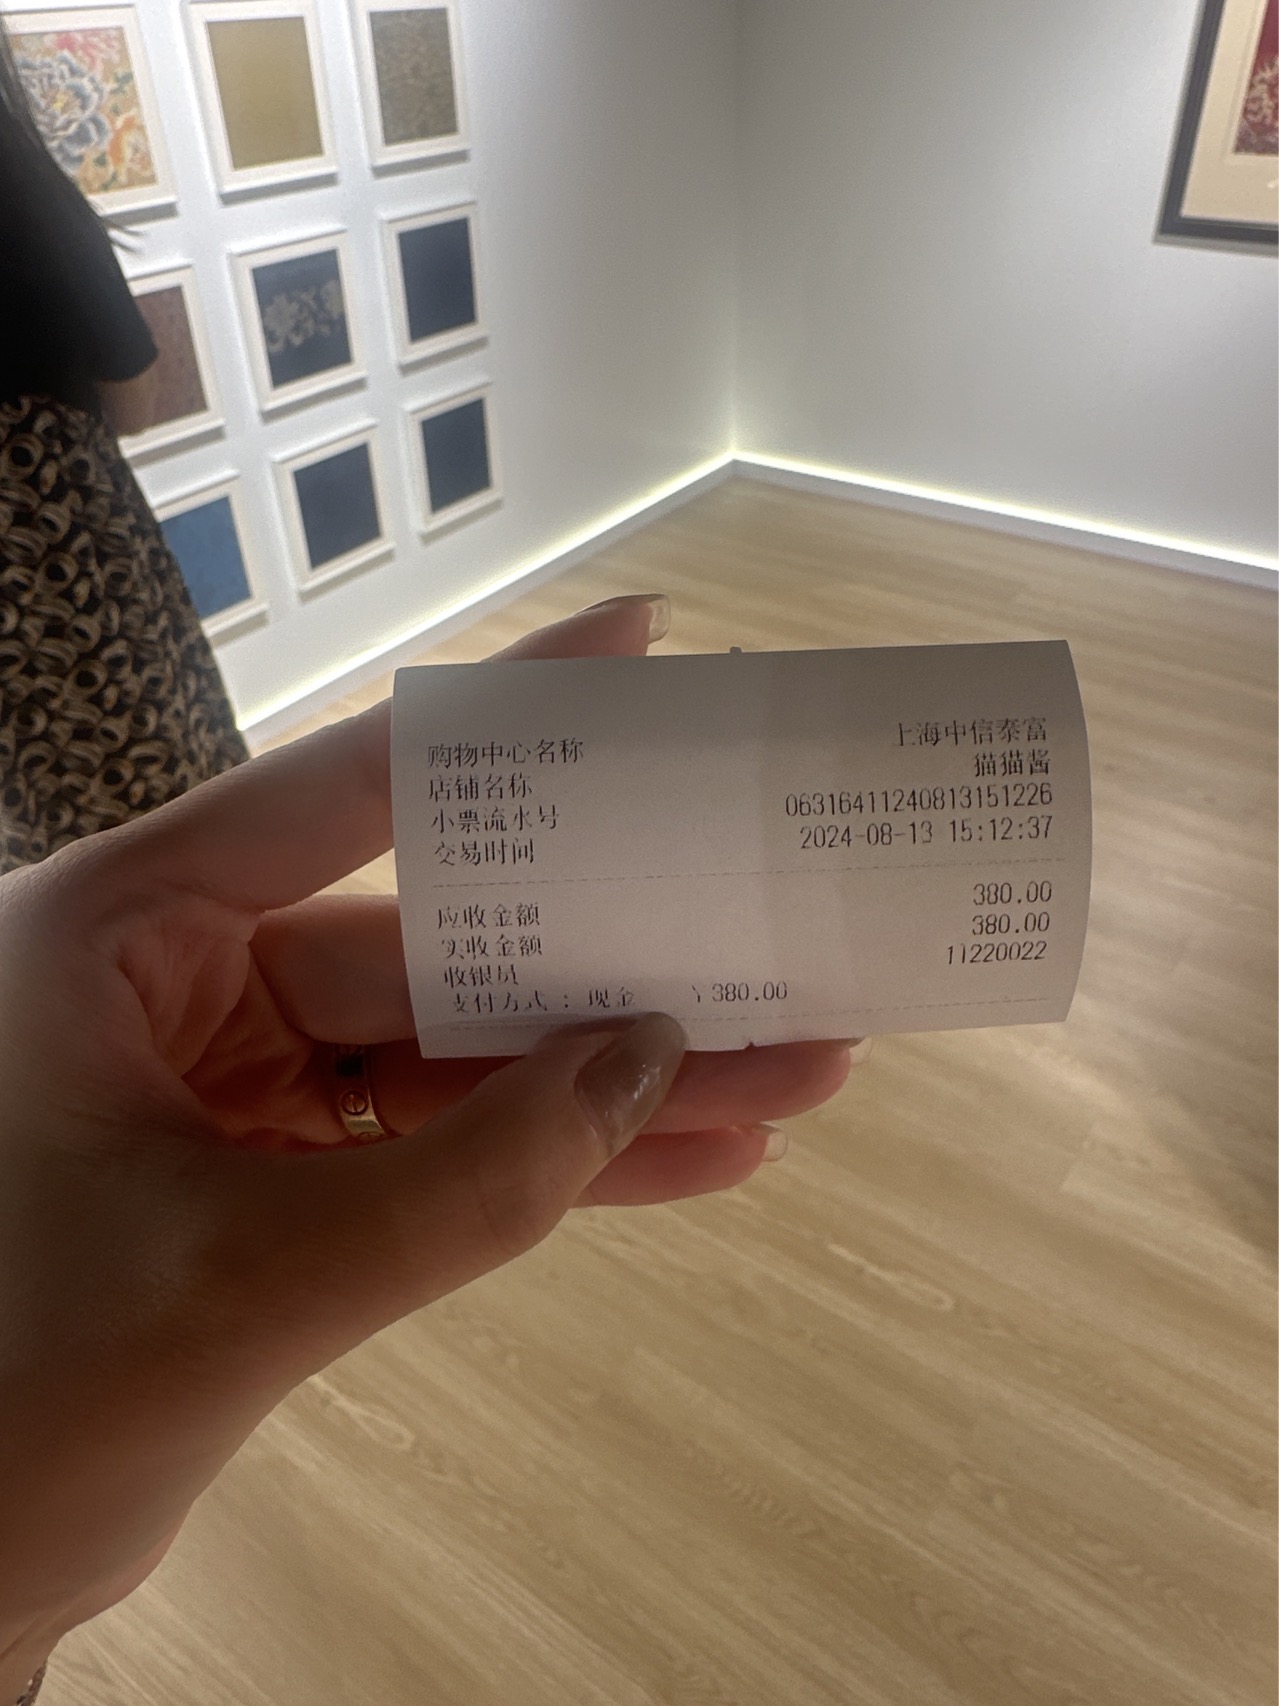 购物中心名称 上海中信泰富
店铺名称 猫猫酱
小票流水号 06316411240813151226
交易时间 2024-08-13 15:12:37
应收金额 380.00
实收金额 380.00
收银员 11220022
支付方式 : 现金 ¥380.00